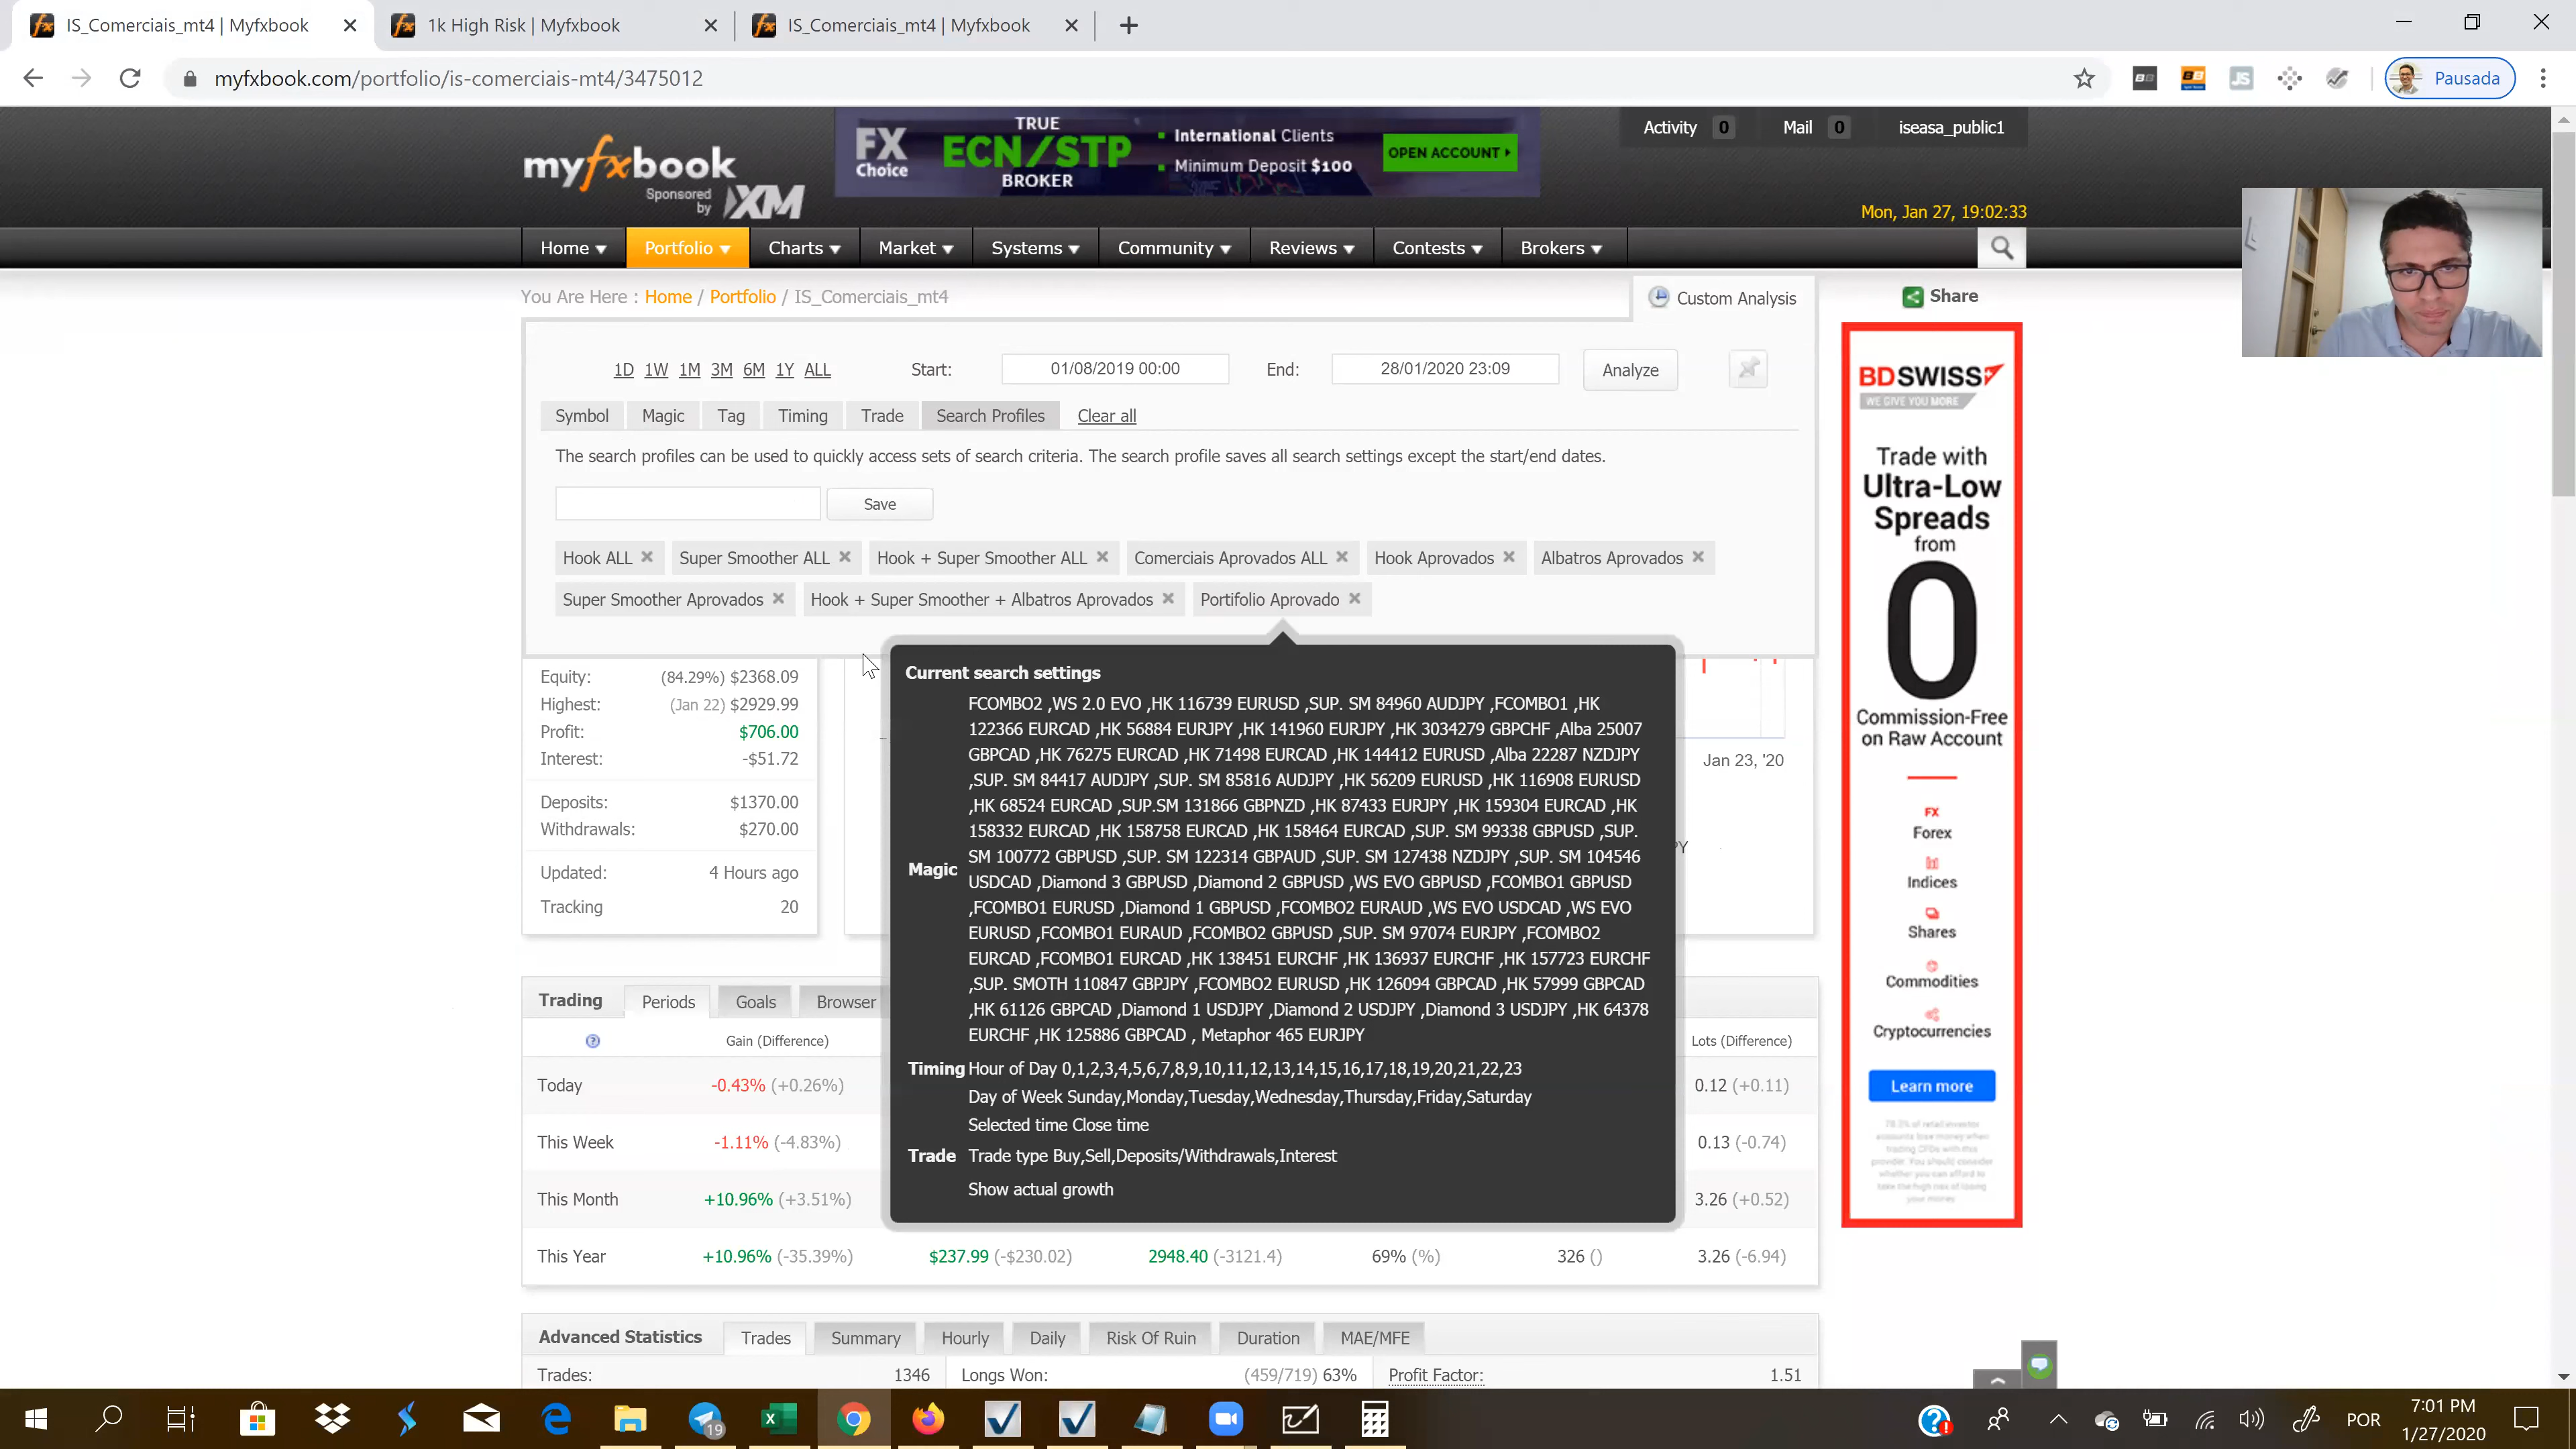 IS_Comerciais_mt4 | Myfxbook
1k High Risk | Myfxbook
IS_Comerciais_mt4 | Myfxbook
myfxbook.com/portfolio/is-comerciais-mt4/3475012
JS
Pausada
myfxbook
Sponsored by XM
FX Choice
TRUE ECN/STP BROKER
International Clients
Minimum Deposit $100
OPEN ACCOUNT
Activity 0 Mail 0 iseasa_public1
Mon, Jan 27, 19:02:33
Home Portfolio Charts Market Systems Community Reviews Contests Brokers
You Are Here : Home / Portfolio / IS_Comerciais_mt4
Custom Analysis
Share
1D 1W 1M 3M 6M 1Y ALL Start: 01/08/2019 00:00 End: 28/01/2020 23:09 Analyze
Symbol Magic Tag Timing Trade Search Profiles Clear all
The search profiles can be used to quickly access sets of search criteria. The search profile saves all search settings except the start/end dates.
Save
Hook ALL Super Smoother ALL Hook + Super Smoother ALL Comerciais Aprovados ALL Hook Aprovados Albatros Aprovados
Super Smoother Aprovados Hook + Super Smoother + Albatros Aprovados Portifolio Aprovado
Equity: (84.29%) $2368.09
Highest: (Jan 22) $2929.99
Profit: $706.00
Interest: -$51.72
Deposits: $1370.00
Withdrawals: $270.00
Updated: 4 Hours ago
Tracking 20
Current search settings
FCOMBO2 ,WS 2.0 EVO ,HK 116739 EURUSD ,SUP. SM 84960 AUDJPY ,FCOMBO1 ,HK
122366 EURCAD ,HK 56884 EURJPY ,HK 141960 EURJPY ,HK 3034279 GBPCHF ,Alba 25007
GBPCAD ,HK 76275 EURCAD ,HK 71498 EURCAD ,HK 144412 EURUSD ,Alba 22287 NZDJPY
,SUP. SM 84417 AUDJPY ,SUP. SM 85816 AUDJPY ,HK 56209 EURUSD ,HK 116908 EURUSD
,HK 68524 EURCAD ,SUP.SM 131866 GBPNZD ,HK 87433 EURJPY ,HK 159304 EURCAD ,HK
158332 EURCAD ,HK 158758 EURCAD ,HK 158464 EURCAD ,SUP. SM 99338 GBPUSD ,SUP.
SM 100772 GBPUSD ,SUP. SM 122314 GBPAUD ,SUP. SM 127438 NZDJPY ,SUP. SM 104546
Magic
USDCAD ,Diamond 3 GBPUSD ,Diamond 2 GBPUSD ,WS EVO GBPUSD ,FCOMBO1 GBPUSD
,FCOMBO1 EURUSD ,Diamond 1 GBPUSD ,FCOMBO2 EURAUD ,WS EVO USDCAD ,WS EVO
EURUSD ,FCOMBO1 EURAUD ,FCOMBO2 GBPUSD ,SUP. SM 97074 EURJPY ,FCOMBO2
EURCAD ,FCOMBO1 EURCAD ,HK 138451 EURCHF ,HK 136937 EURCHF ,HK 157723 EURCHF
,SUP. SMOTH 110847 GBPJPY ,FCOMBO2 EURUSD ,HK 126094 GBPCAD ,HK 57999 GBPCAD
,HK 61126 GBPCAD ,Diamond 1 USDJPY ,Diamond 2 USDJPY ,Diamond 3 USDJPY ,HK 64378
EURCHF ,HK 125886 GBPCAD , Metaphor 465 EURJPY
Timing Hour of Day 0,1,2,3,4,5,6,7,8,9,10,11,12,13,14,15,16,17,18,19,20,21,22,23
Day of Week Sunday,Monday,Tuesday,Wednesday,Thursday,Friday,Saturday
Selected time Close time
Trade Trade type Buy,Sell,Deposits/Withdrawals,Interest
Show actual growth
Jan 23, '20
PY
Trading Periods Goals Browser
Gain (Difference) Lots (Difference)
Today -0.43% (+0.26%) 0.12 (+0.11)
This Week -1.11% (-4.83%) 0.13 (-0.74)
This Month +10.96% (+3.51%) 3.26 (+0.52)
This Year +10.96% (-35.39%) $237.99 (-$230.02) 2948.40 (-3121.4) 69% (%) 326 () 3.26 (-6.94)
Advanced Statistics Trades Summary Hourly Daily Risk Of Ruin Duration MAE/MFE
Trades: 1346 Longs Won: (459/719) 63% Profit Factor: 1.51
BDSWISS
WE GIVE YOU MORE
Trade with
Ultra-Low
Spreads
from
0
Commission-Free
on Raw Account
FX
Forex
Indices
Shares
Commodities
Cryptocurrencies
Learn more
19
POR
7:01 PM
1/27/2020